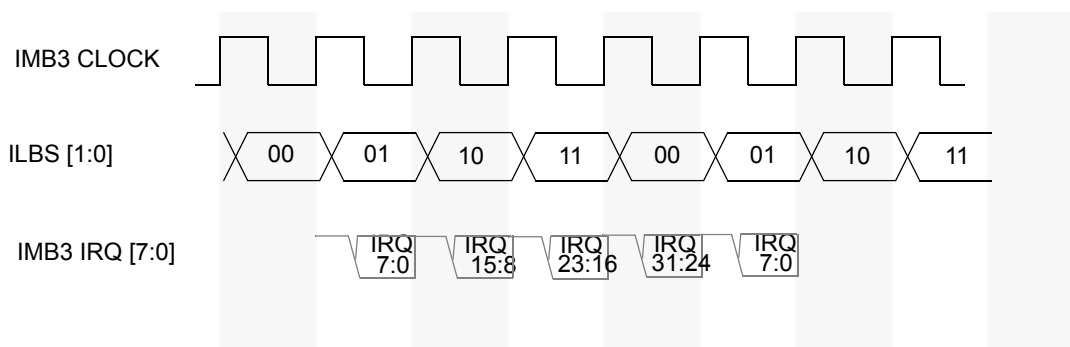 IMB3 CLOCK
ILBS [1:0]
00 01 10 11 00 01 10 11
IMB3 IRQ [7:0]
IRQ IRQ IRQ IRQ IRQ
7:0 15:8 23:16 31:24 7:0